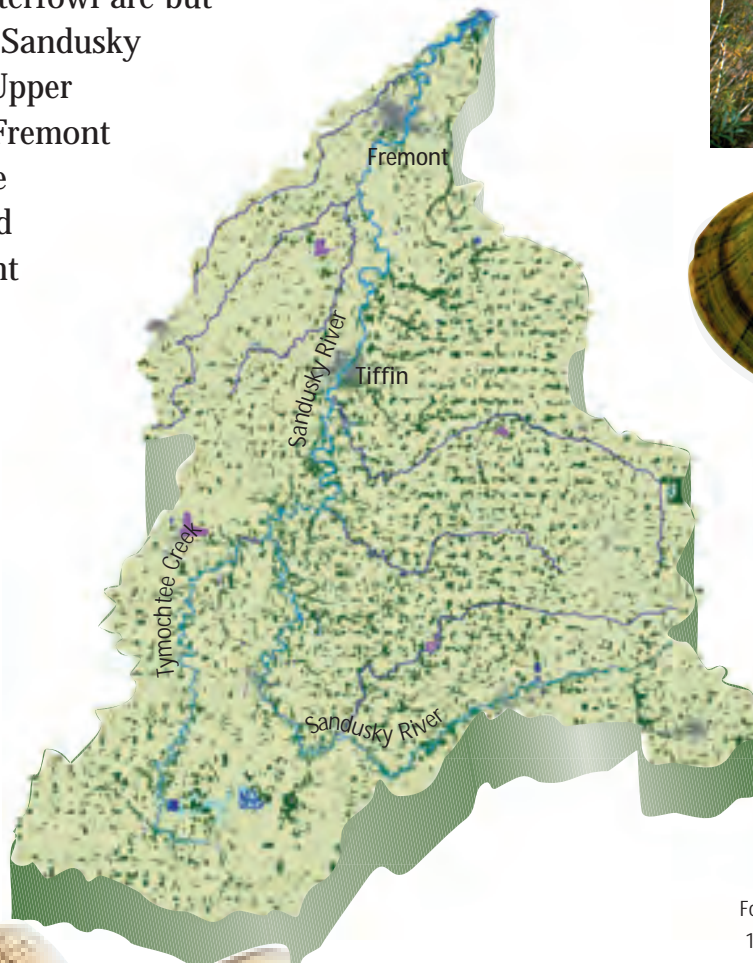 Sandusky
Upper
Fremont
Fremont
Sandusky River
Tiffin
Tymochtee Creek
Sandusky River